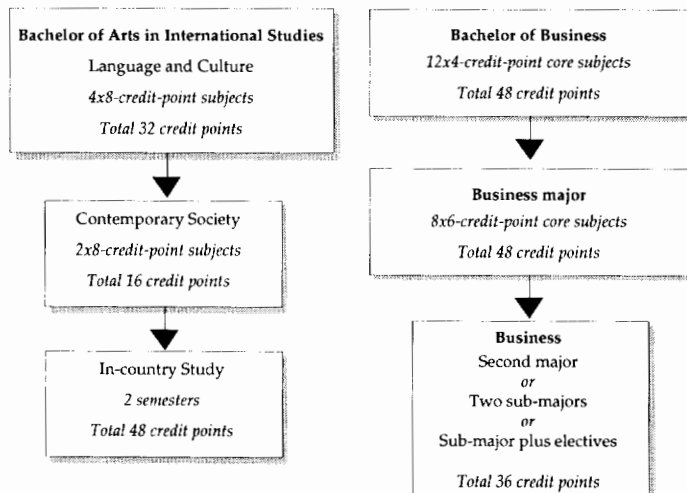 Bachelor of Arts in International Studies
Language and Culture
4x8-credit-point subjects
Total 32 credit points
Contemporary Society
2x8-credit-point subjects
Total 16 credit points
In-country Study
2 semesters
Total 48 credit points
Bachelor of Business
12x4-credit-point core subjects
Total 48 credit points
Business major
8x6-credit-point core subjects
Total 48 credit points
Business
Second major
or
Two sub-majors
or
Sub-major plus electives
Total 36 credit points